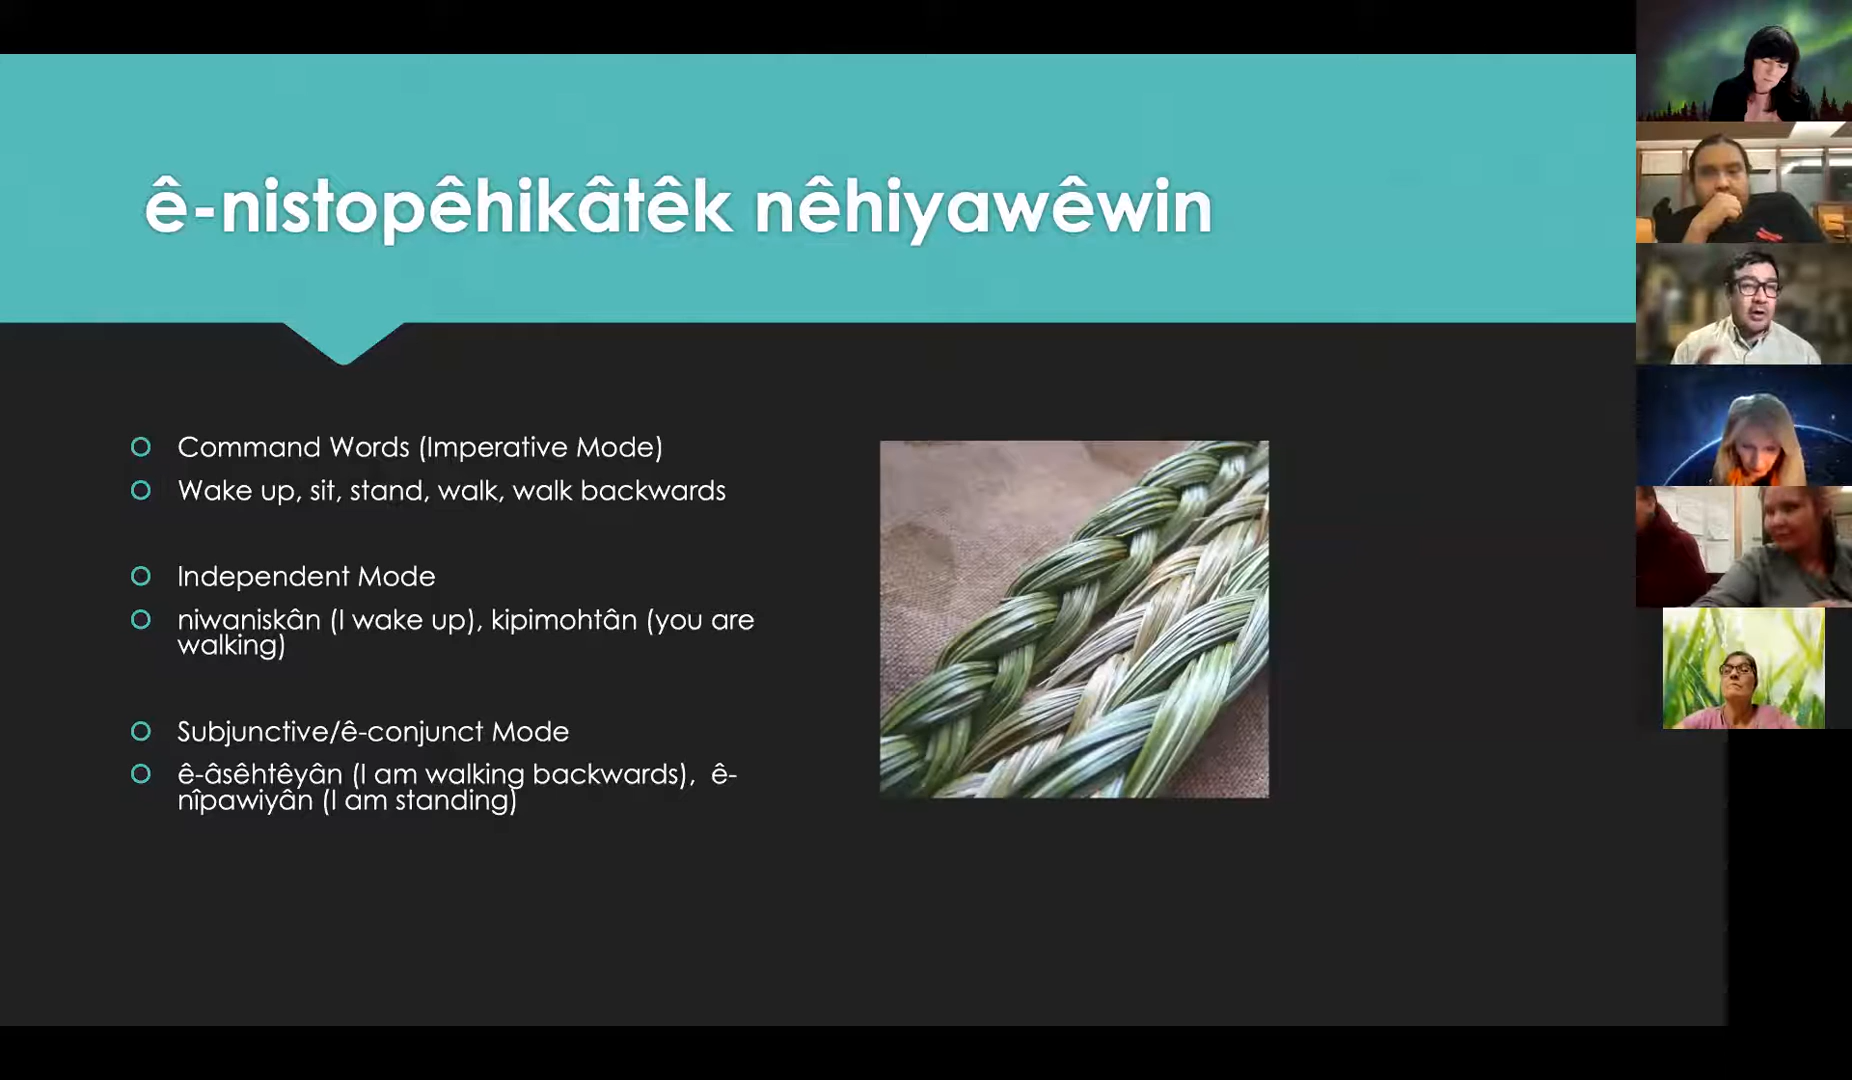 ê-nistopêhikâtêk nêhiyawêwin
Command Words (Imperative Mode)
Wake up, sit, stand, walk, walk backwards
Independent Mode
niwaniskân (I wake up), kipimohtân (you are
walking)
Subjunctive/ê-conjunct Mode
ê-âsêhtêyân (I am walking backwards),  ê-
nîpawiyân (I am standing)